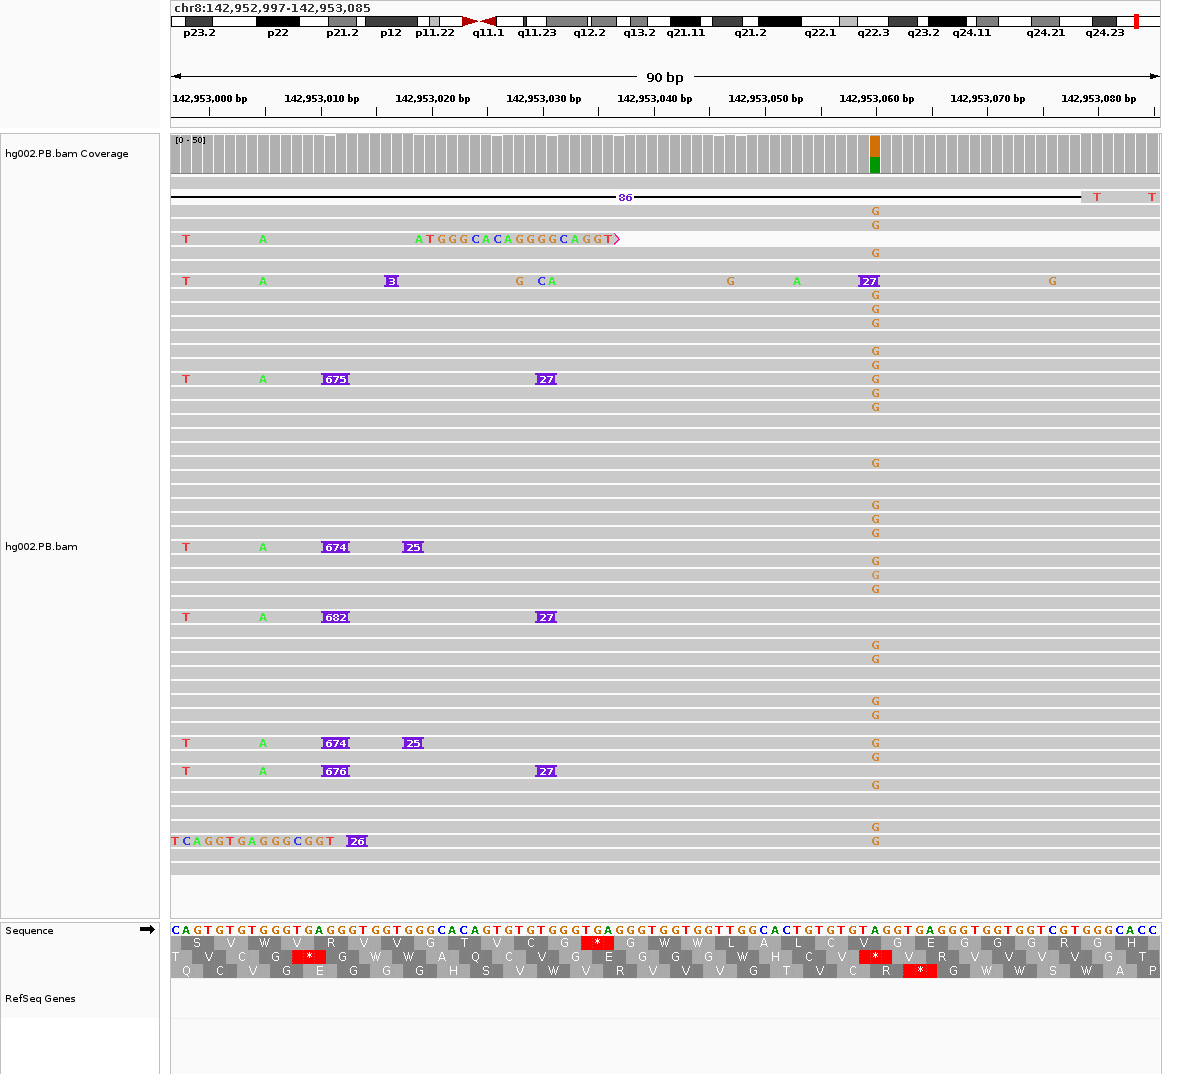 chr8:142,952,997-142,953,085
p23.2 p22 p21.2 p12 p11.22 q11.1 q11.23 q12.2 q13.2 q21.11 q21.2 q22.1 q22.3 q23.2 q24.11 q24.21 q24.23
90 bp
142,953,000 bp 142,953,010 bp 142,953,020 bp 142,953,030 bp 142,953,040 bp 142,953,050 bp 142,953,060 bp 142,953,070 bp 142,953,080 bp
[0 - 50]
hg002.PB.bam Coverage
86 T T
G
G
T A A T G G G C A C A G G G G C A G G T
G
T A 3 G C A G A 27 G
G
G
G
G
G
T A 675 27 G
G
G
G
G
G
G
hg002.PB.bam T A 674 25
G
G
G
T A 682 27
G
G
G
G
T A 674 25 G
G
T A 676 27
G
G
T C A G G T G A G G G C G G T 26 G
Sequence C A G T G T G T G G G T G A G G G T G G T G G G C A C A G T G T G T G G G T G A G G G T G G T G G T T G G C A C T G T G T G T A G G T G A G G G T G G T G G T C G T G G G C A C C
S V W V R V V G T V C G * G W W L A L C V G E G G G R G H
T V C G * G W W A Q C V G E G G G W H C V * V R V V V V G T
Q C V G E G G G H S V W V R V V V G T V C R * G W W S W A P
RefSeq Genes